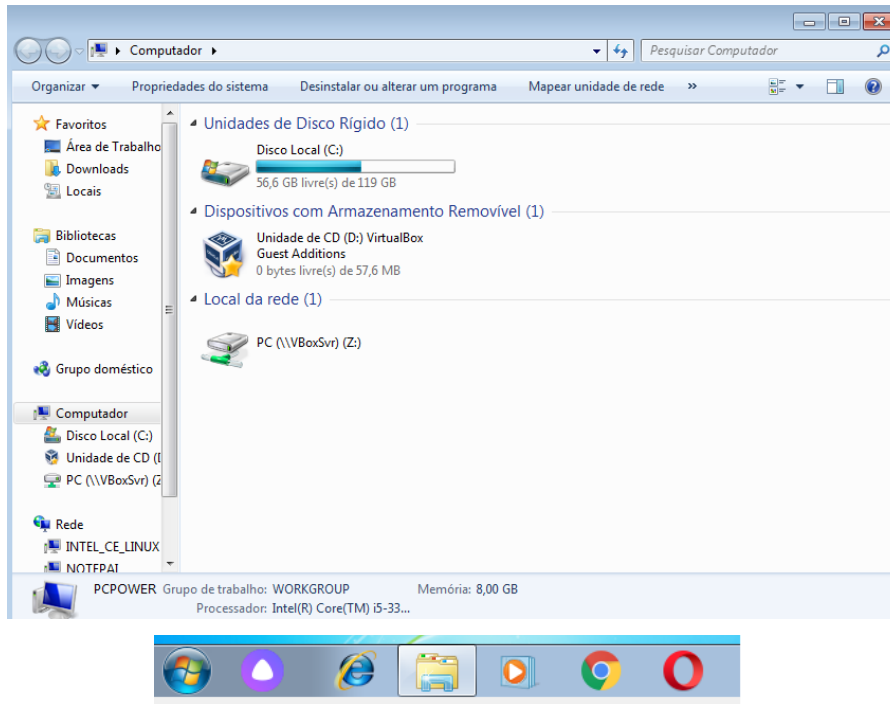 Computador
Pesquisar Computador
Organizar Propriedades do sistema Desinstalar ou alterar um programa Mapear unidade de rede »
Favoritos
Área de Trabalho
Downloads
Locais
Bibliotecas
Documentos
Imagens
Músicas
Vídeos
Grupo doméstico
Computador
Disco Local (C:)
Unidade de CD (D
PC (\\VBoxSvr) (Z
Rede
INTEL_CE_LINUX
NOTEPAI
Unidades de Disco Rígido (1)
Disco Local (C:)
56,6 GB livre(s) de 119 GB
Dispositivos com Armazenamento Removível (1)
Unidade de CD (D:) VirtualBox
Guest Additions
0 bytes livre(s) de 57,6 MB
Local da rede (1)
PC (\\VBoxSvr) (Z:)
PCPOWER Grupo de trabalho: WORKGROUP Memória: 8,00 GB
Processador: Intel(R) Core(TM) i5-33...